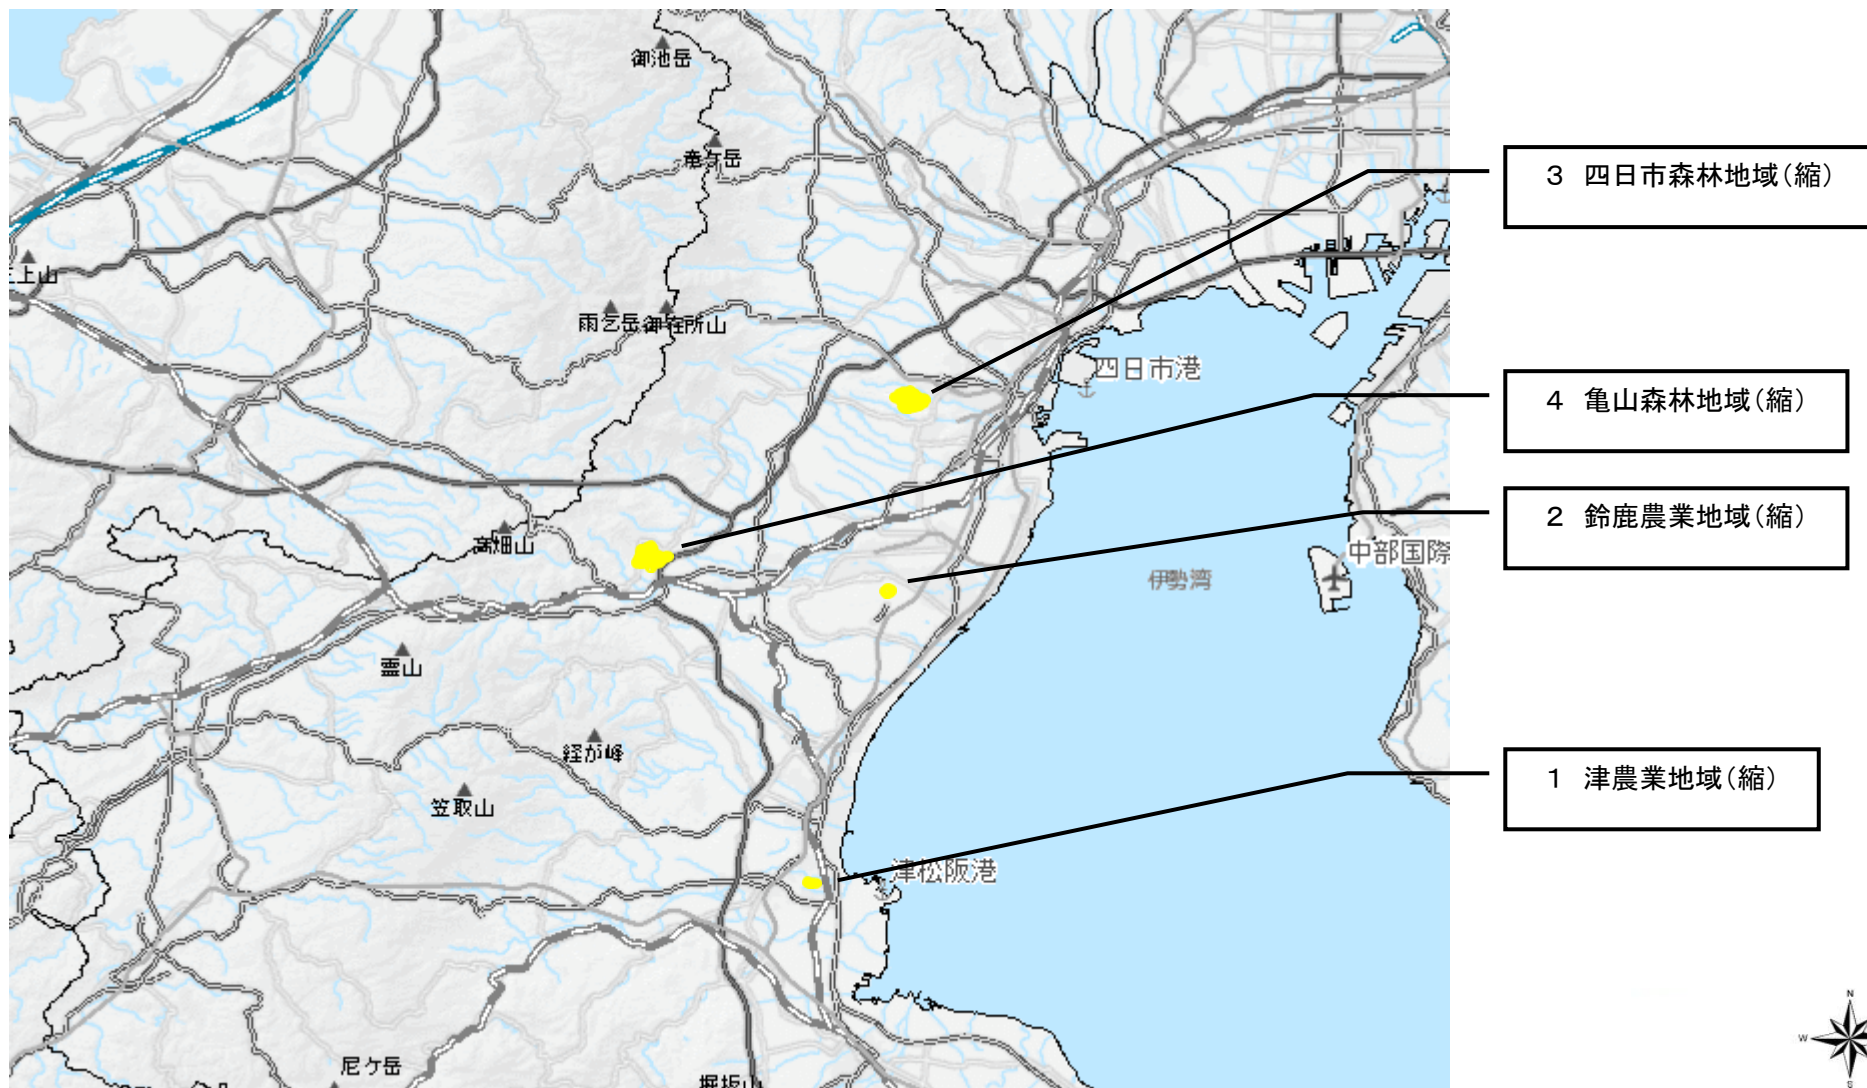 御池岳
竜ヶ岳
3 四日市森林地域(縮)
三上山
雨乞岳
御在所山
四日市港
4 亀山森林地域(縮)
2 鈴鹿農業地域(縮)
高畑山
中部国際
伊勢湾
霊山
経が峰
1 津農業地域(縮)
笠取山
津松阪港
尼ケ岳
堀坂山
N
W
S